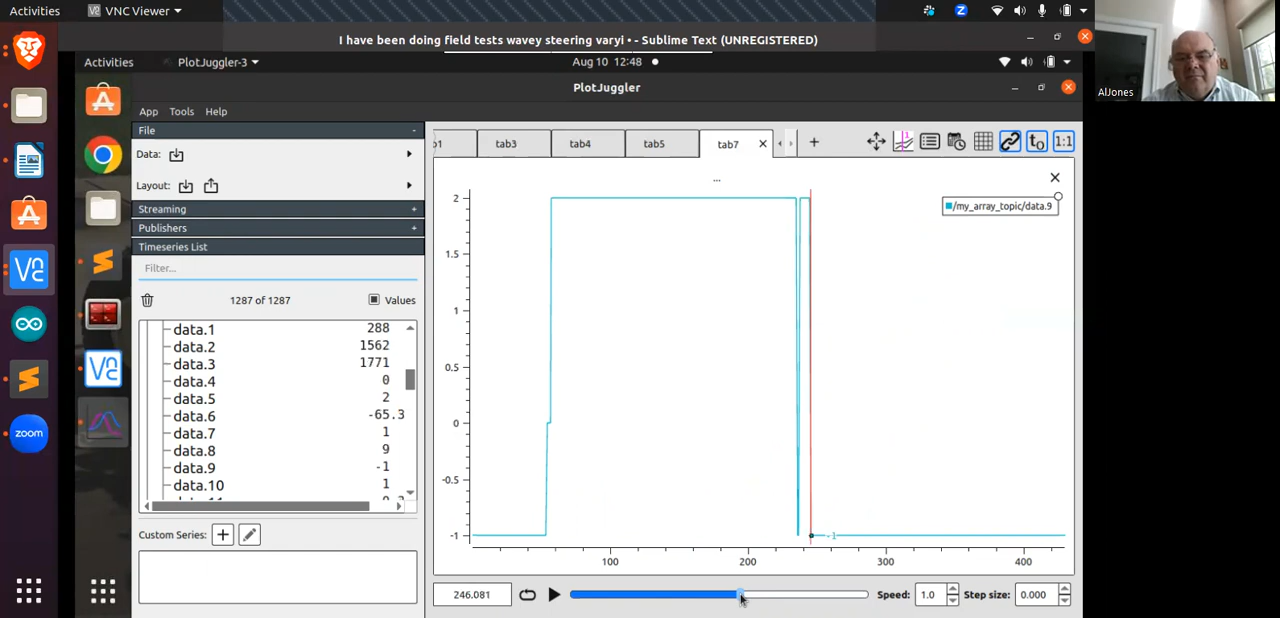 Activities
VNC Viewer
I have been doing field tests wavey steering varyi • - Sublime Text (UNREGISTERED)
AlJones
Activities
PlotJuggler-3
Aug 10 12:48
PlotJuggler
App Tools Help
File
-
Data:
Layout:
Streaming +
Publishers +
Timeseries List
Filter...
1287 of 1287
Values
data.1 288
data.2 1562
data.3 1771
data.4 0
data.5 2
data.6 -65.3
data.7 1
data.8 9
data.9 -1
data.10 1
Custom Series:
tab3 tab4 tab5 tab7
1:1
...
/my_array_topic/data.9
2
1.5
1
0.5
0
-0.5
-1
-1
100 200 300 400
246.081
Speed: 1.0
Step size: 0.000
zoom